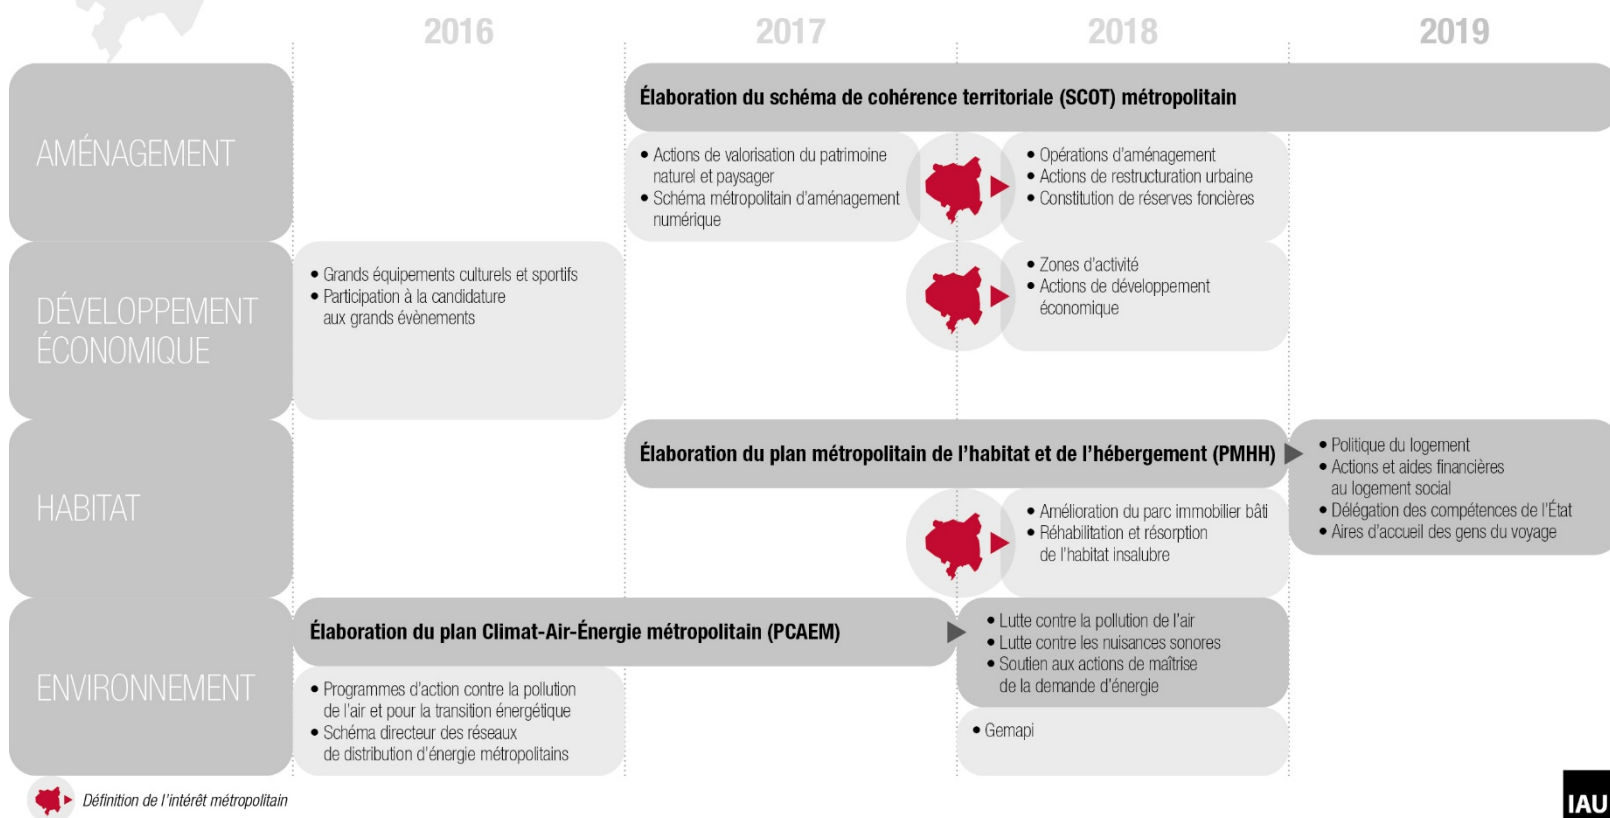 2016
2017
2018
2019
AMÉNAGEMENT
Élaboration du schéma de cohérence territoriale (SCOT) métropolitain
• Actions de valorisation du patrimoine
naturel et paysager
• Schéma métropolitain d'aménagement
numérique
• Opérations d'aménagement
• Actions de restructuration urbaine
• Constitution de réserves foncières
DÉVELOPPEMENT
ÉCONOMIQUE
• Grands équipements culturels et sportifs
• Participation à la candidature
aux grands évènements
• Zones d'activité
• Actions de développement
économique
HABITAT
Élaboration du plan métropolitain de l'habitat et de l'hébergement (PMHH)
• Amélioration du parc immobilier bâti
• Réhabilitation et résorption
de l'habitat insalubre
• Politique du logement
• Actions et aides financières
au logement social
• Délégation des compétences de l'État
• Aires d'accueil des gens du voyage
ENVIRONNEMENT
Élaboration du plan Climat-Air-Énergie métropolitain (PCAEM)
• Programmes d'action contre la pollution
de l'air et pour la transition énergétique
• Schéma directeur des réseaux
de distribution d'énergie métropolitains
• Lutte contre la pollution de l'air
• Lutte contre les nuisances sonores
• Soutien aux actions de maîtrise
de la demande d'énergie
• Gemapi
Définition de l'intérêt métropolitain
IAU